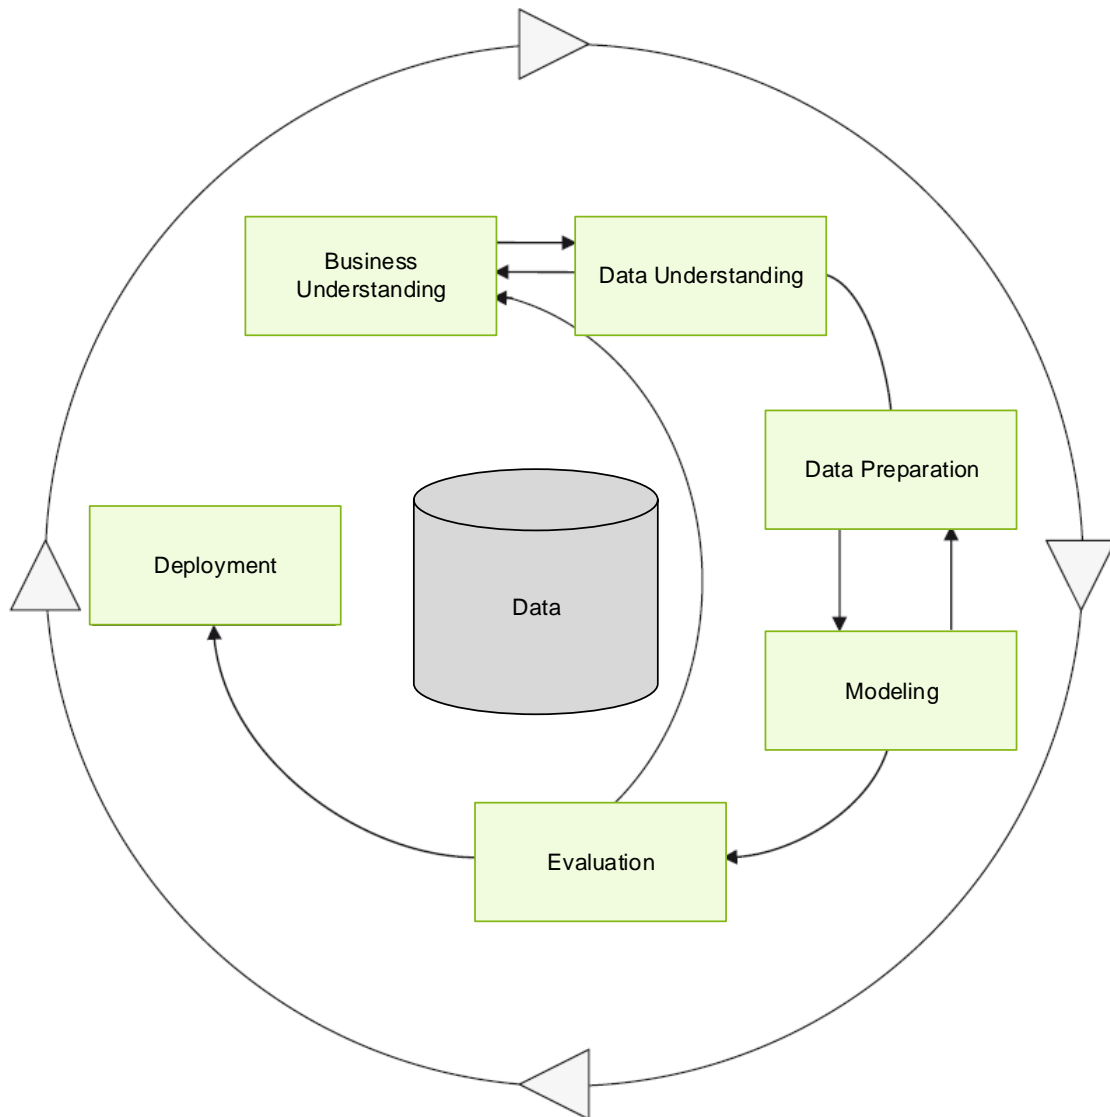 Business
Understanding
Data Understanding
Data Preparation
Deployment
Data
Modeling
Evaluation